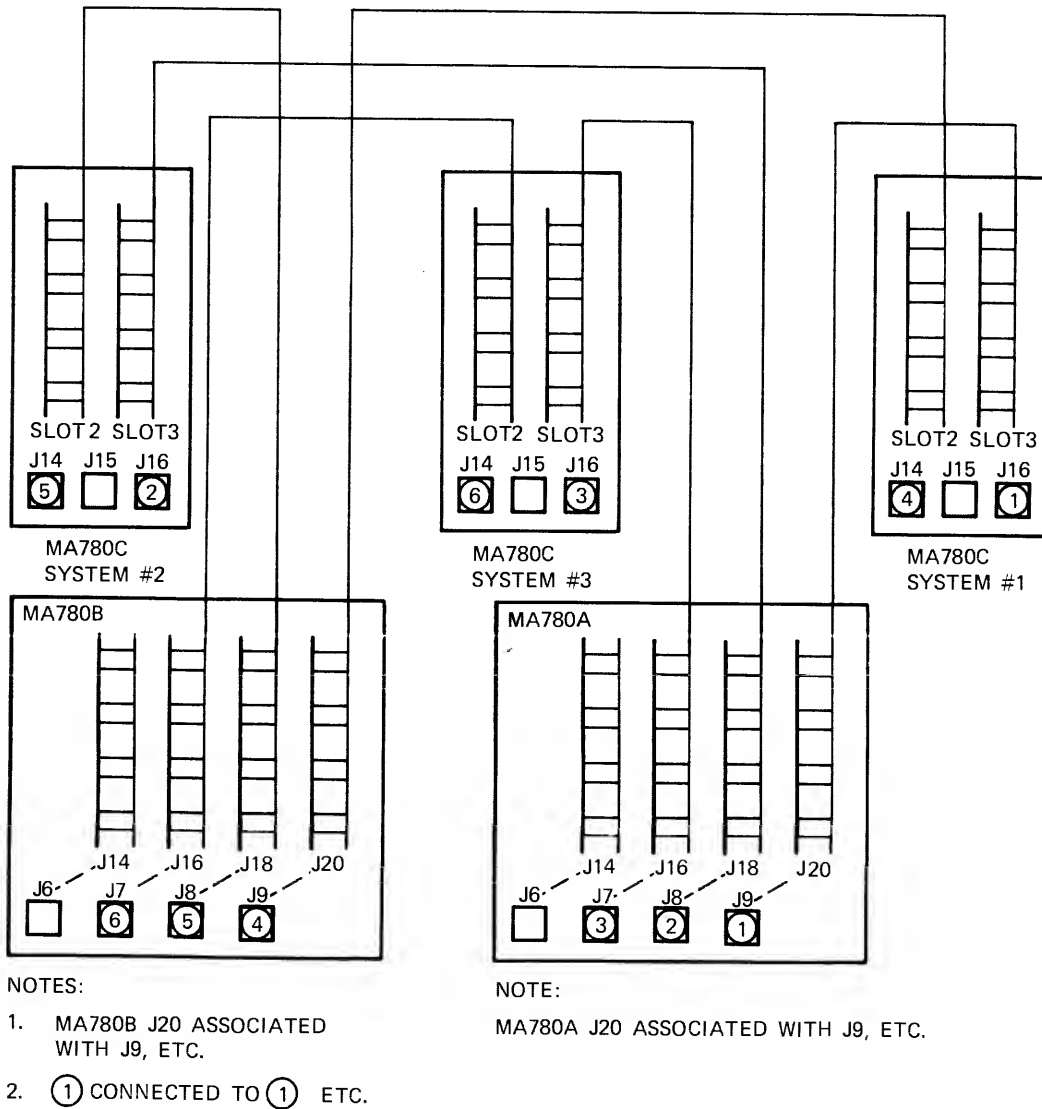 SLOT2 SLOT3
J14 J15 J16
5 2
MA780C
SYSTEM #2
SLOT2 SLOT3
J14 J15 J16
6 3
MA780C
SYSTEM #3
SLOT2 SLOT3
J14 J15 J16
4 1
MA780C
SYSTEM #1
MA780B
J14 J16 J18 J20
J6 J7 J8 J9
6 5 4
MA780A
J14 J16 J18 J20
J6 J7 J8 J9
3 2 1
NOTES:
1. MA780B J20 ASSOCIATED
WITH J9, ETC.
2. 1 CONNECTED TO 1 ETC.
NOTE:
MA780A J20 ASSOCIATED WITH J9, ETC.